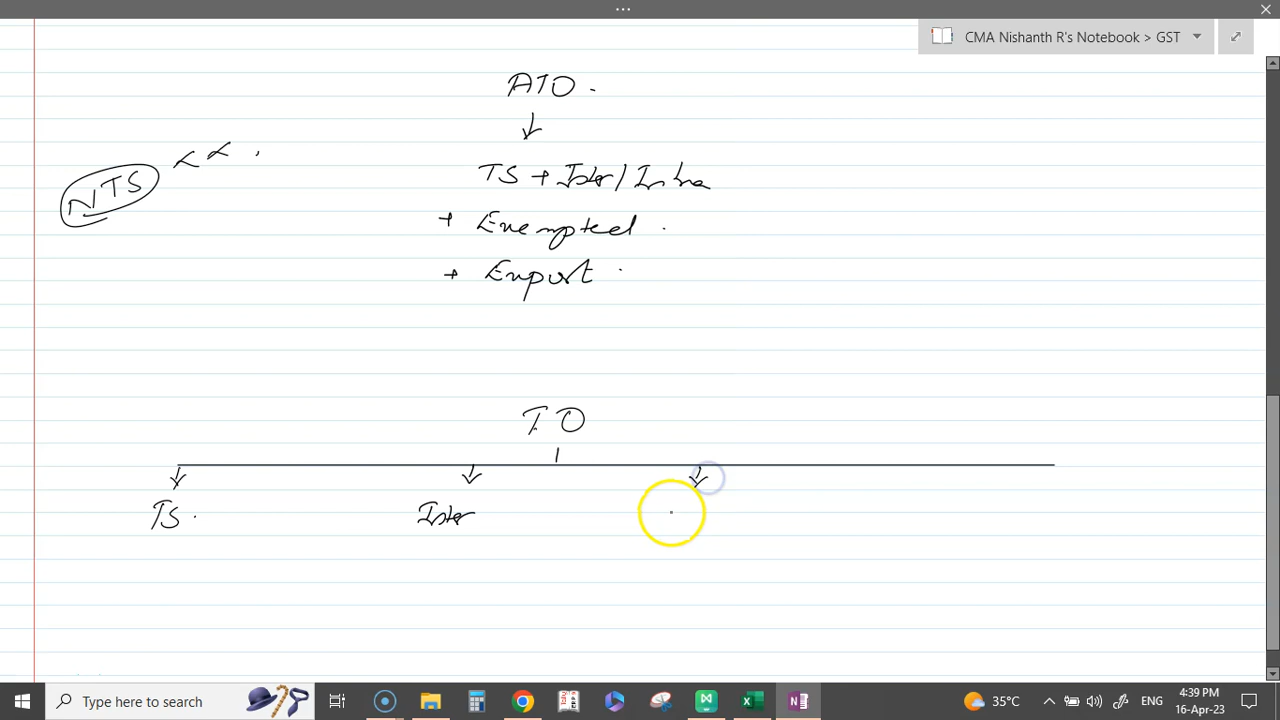 ...
CMA Nishanth R's Notebook > GST
ATO.
NTS
TS + Inter/Intra
+ Exempted.
+ Export.
TO
TS. Inter
Type here to search
35°C
ENG
4:39 PM
16-Apr-23